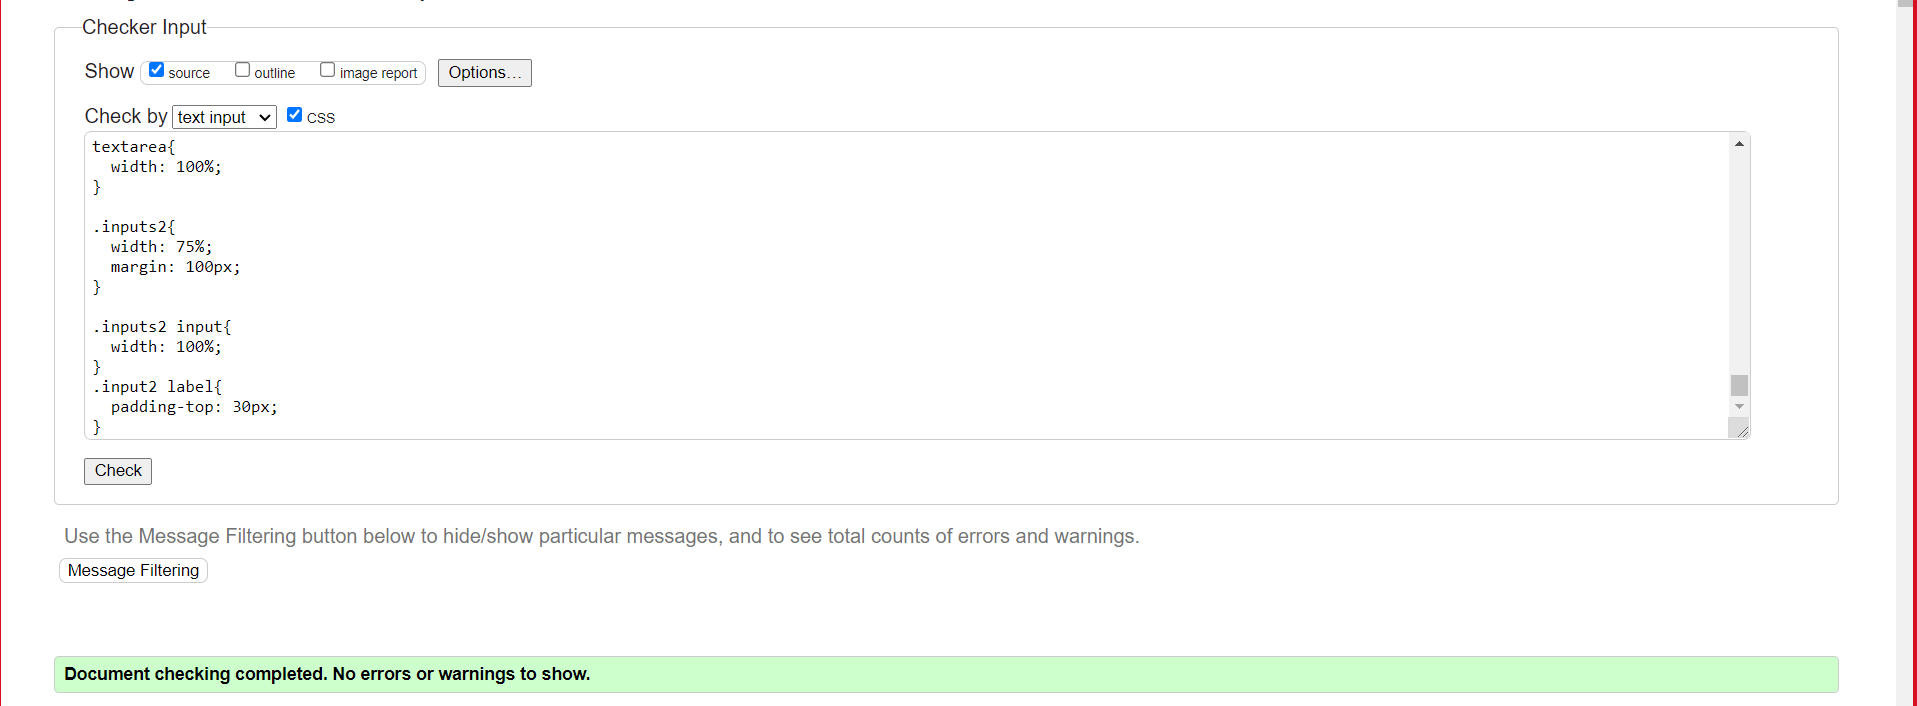 Checker Input
Show source outline image report Options...
Check by text input CSS
textarea{
  width: 100%;
}

.inputs2{
  width: 75%;
  margin: 100px;
}

.inputs2 input{
  width: 100%;
}
.input2 label{
  padding-top: 30px;
}
Check
Use the Message Filtering button below to hide/show particular messages, and to see total counts of errors and warnings.
Message Filtering
Document checking completed. No errors or warnings to show.